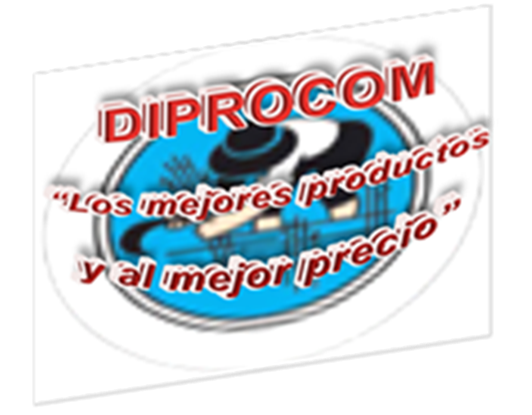 DIPROCOM
“Los mejores productos
y al mejor precio”